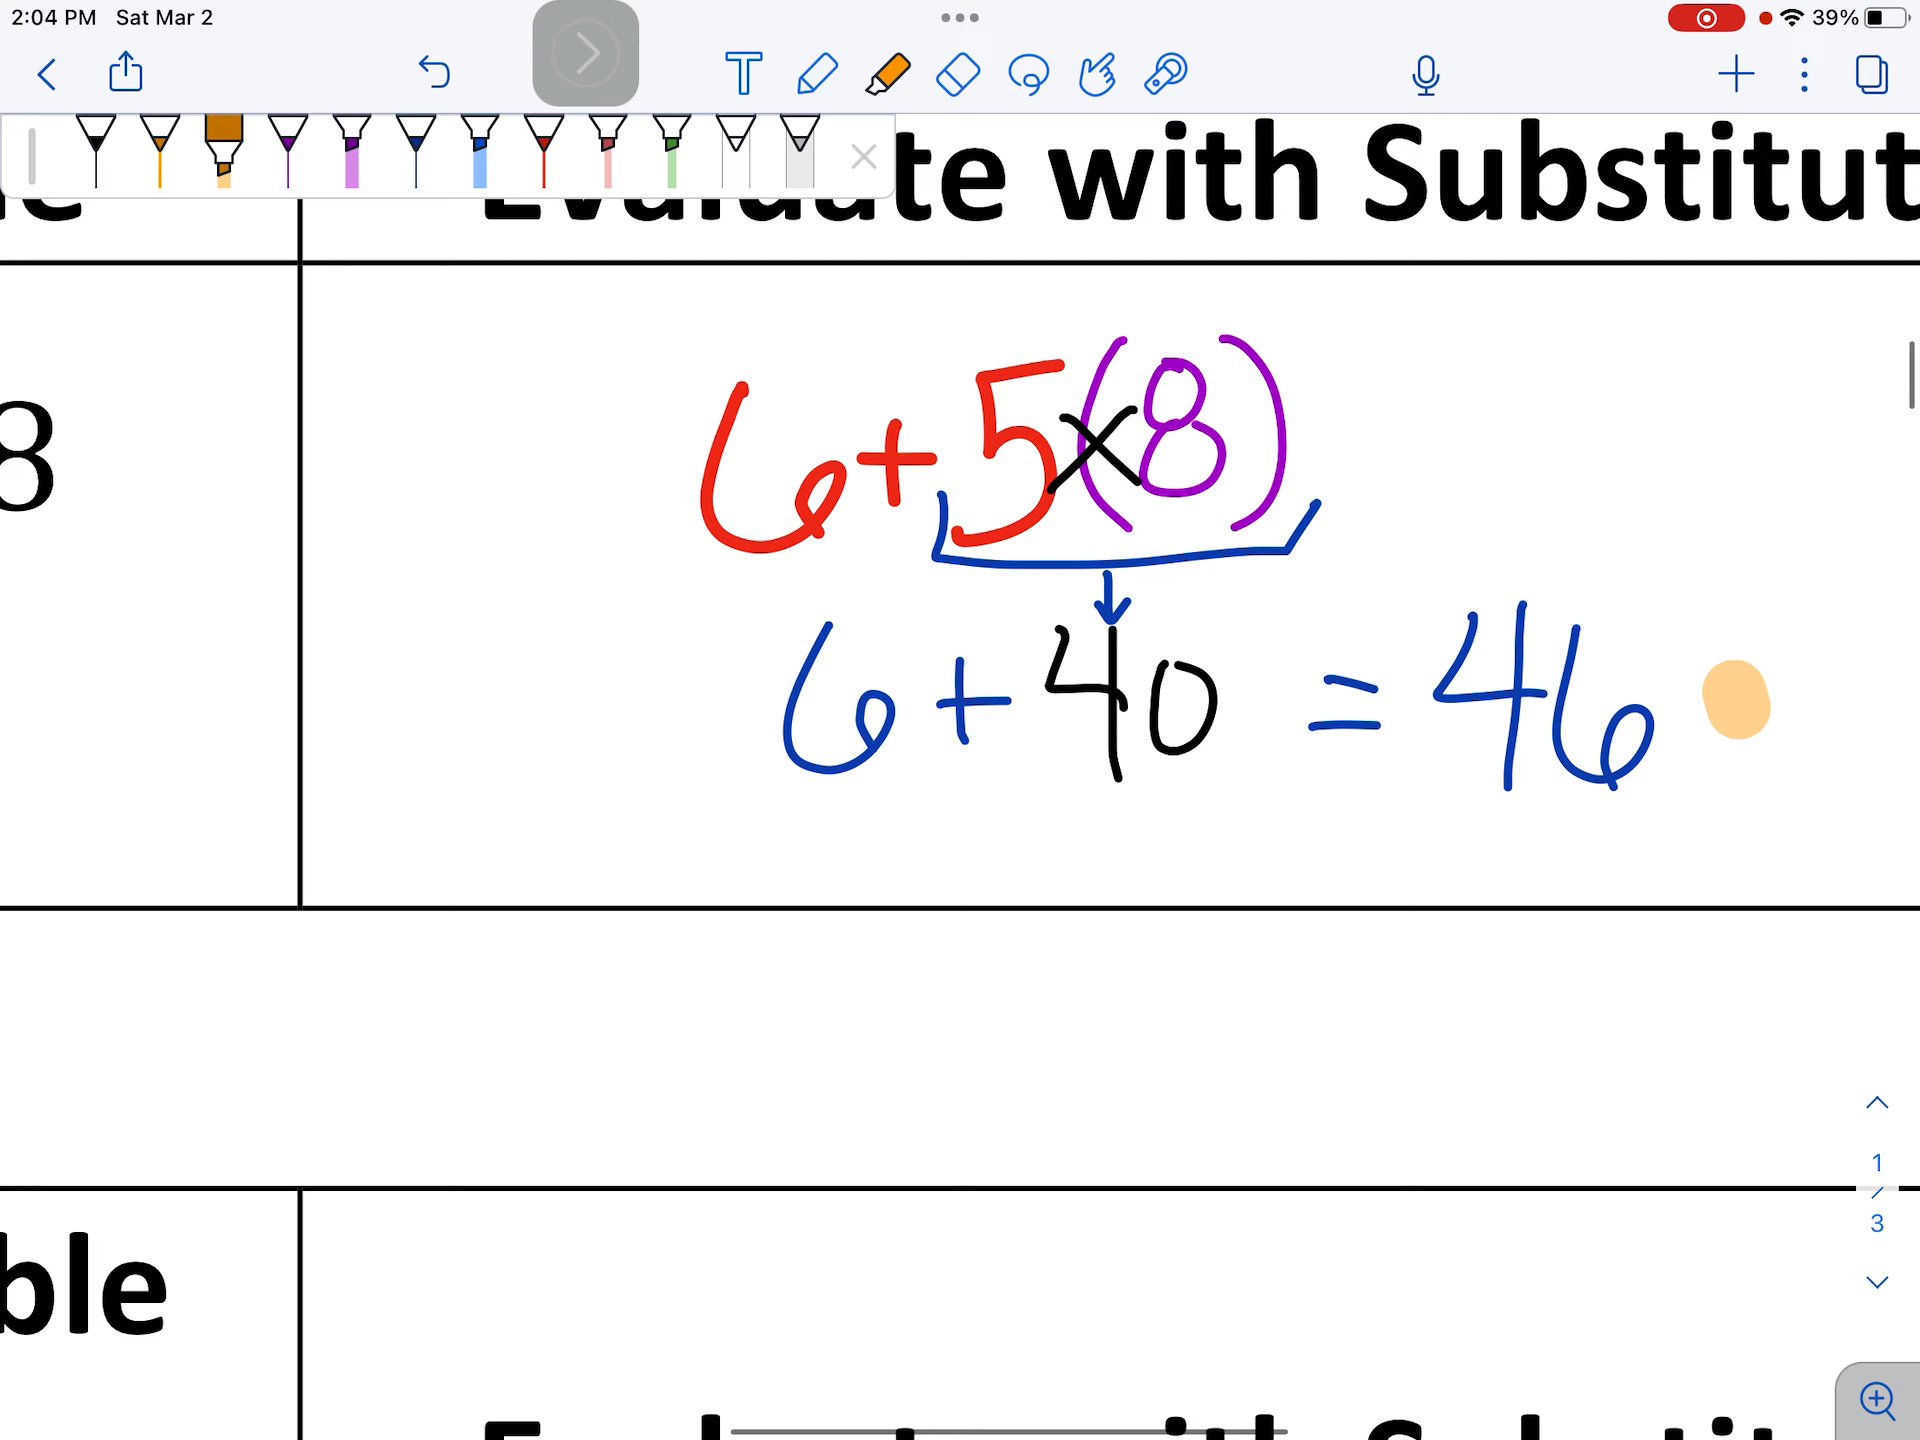 2:04 PM Sat Mar 2
39%
T
Evaluate with Substitut
8
6+5×(8)
6+40 = 46
1
/
3
ble